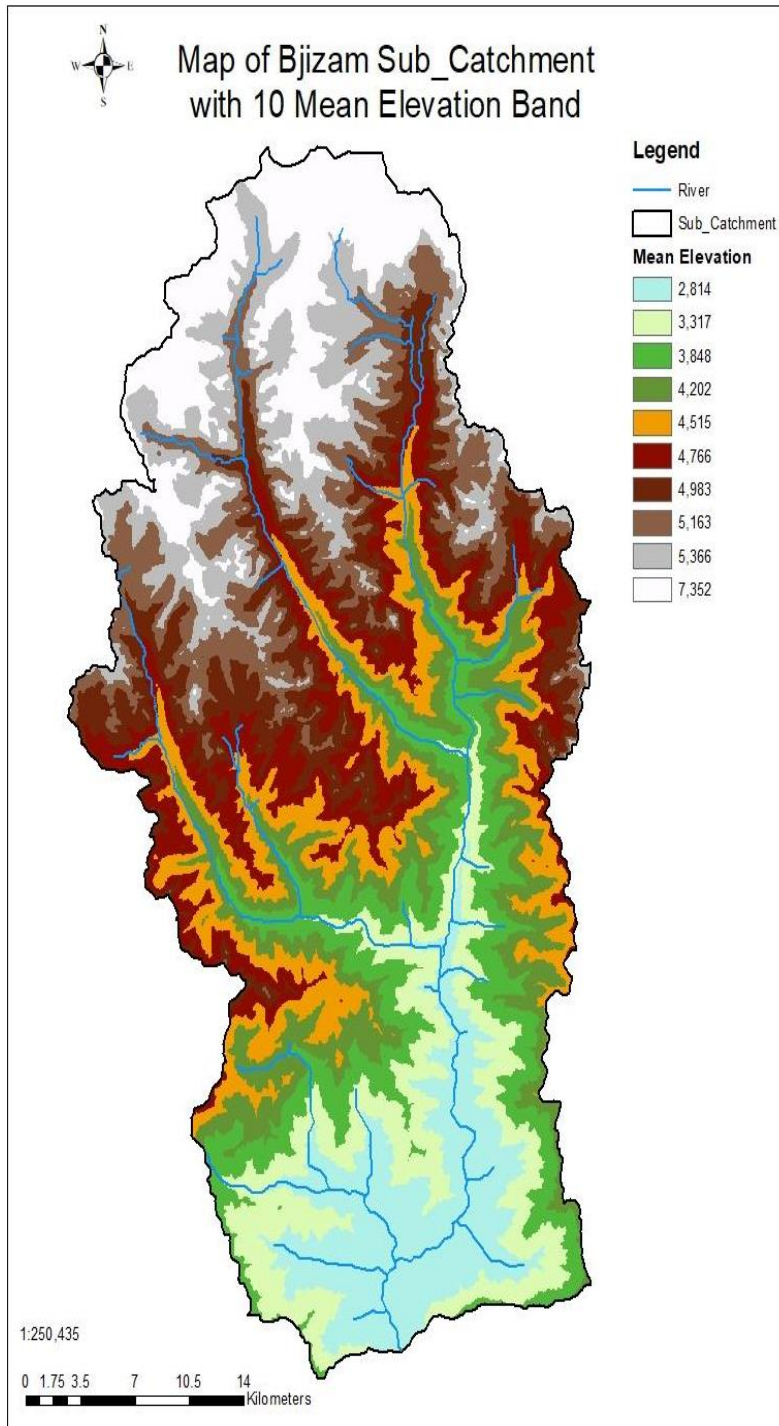 N
W E
S
Map of Bjizam Sub_Catchment
with 10 Mean Elevation Band
Legend
River
Sub_Catchment
Mean Elevation
2,814
3,317
3,848
4,202
4,515
4,766
4,983
5,163
5,366
7,352
1:250,435
0 1.75 3.5 7 10.5 14
Kilometers